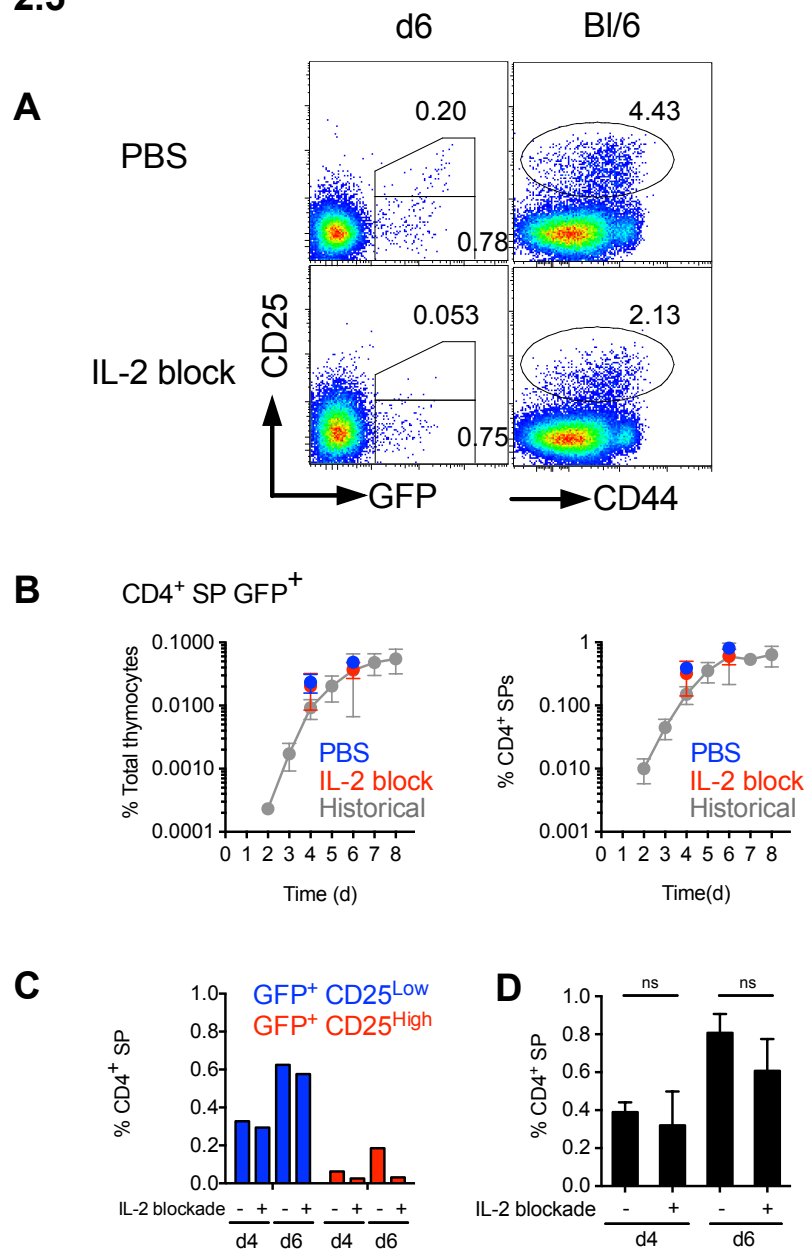 2.5
d6
Bl/6
A
PBS
0.20
4.43
0.78
IL-2 block
0.053
2.13
0.75
CD25
GFP
CD44
B
CD4+ SP GFP+
% Total thymocytes
0.1000
0.0100
0.0010
0.0001
PBS
IL-2 block
Historical
0 1 2 3 4 5 6 7 8
Time (d)
% CD4+ SPs
1
0.100
0.010
0.001
PBS
IL-2 block
Historical
0 1 2 3 4 5 6 7 8
Time(d)
C
GFP+ CD25Low
GFP+ CD25High
% CD4+ SP
1.0
0.8
0.6
0.4
0.2
0.0
IL-2 blockade - + - + - + - +
d4 d6 d4 d6
D
ns ns
% CD4+ SP
1.0
0.8
0.6
0.4
0.2
0.0
IL-2 blockade - + - +
d4 d6